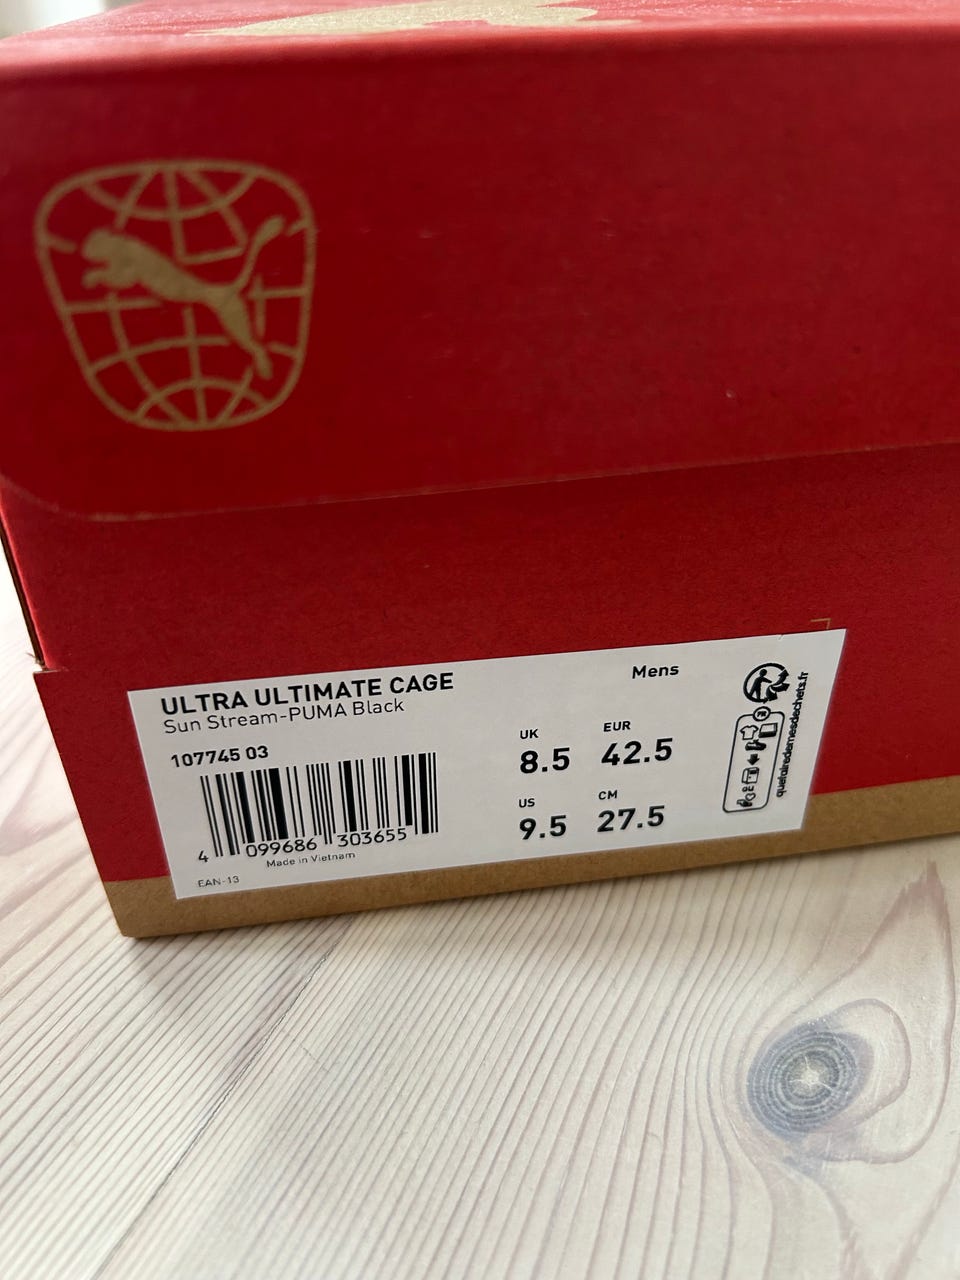 ULTRA ULTIMATE CAGE
Sun Stream-PUMA Black
Mens
107745 03
UK
8.5
EUR
42.5
US
9.5
CM
27.5
4 099686 303655
Made in Vietnam
EAN-13
FR
quefairedemesdechets.fr